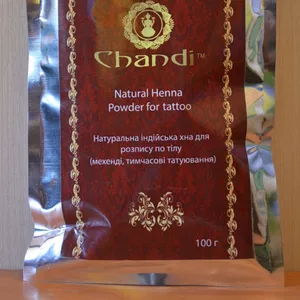 Chandi™
Natural Henna
Powder for tattoo
Натуральна індійська хна для
розпису по тілу
(мехенді, тимчасові татуювання)
100 г